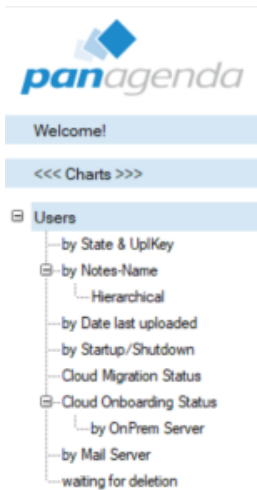 panagenda
Welcome!
<<< Charts >>>
Users
by State & UplKey
by Notes-Name
Hierarchical
by Date last uploaded
by Startup/Shutdown
Cloud Migration Status
Cloud Onboarding Status
by OnPrem Server
by Mail Server
waiting for deletion